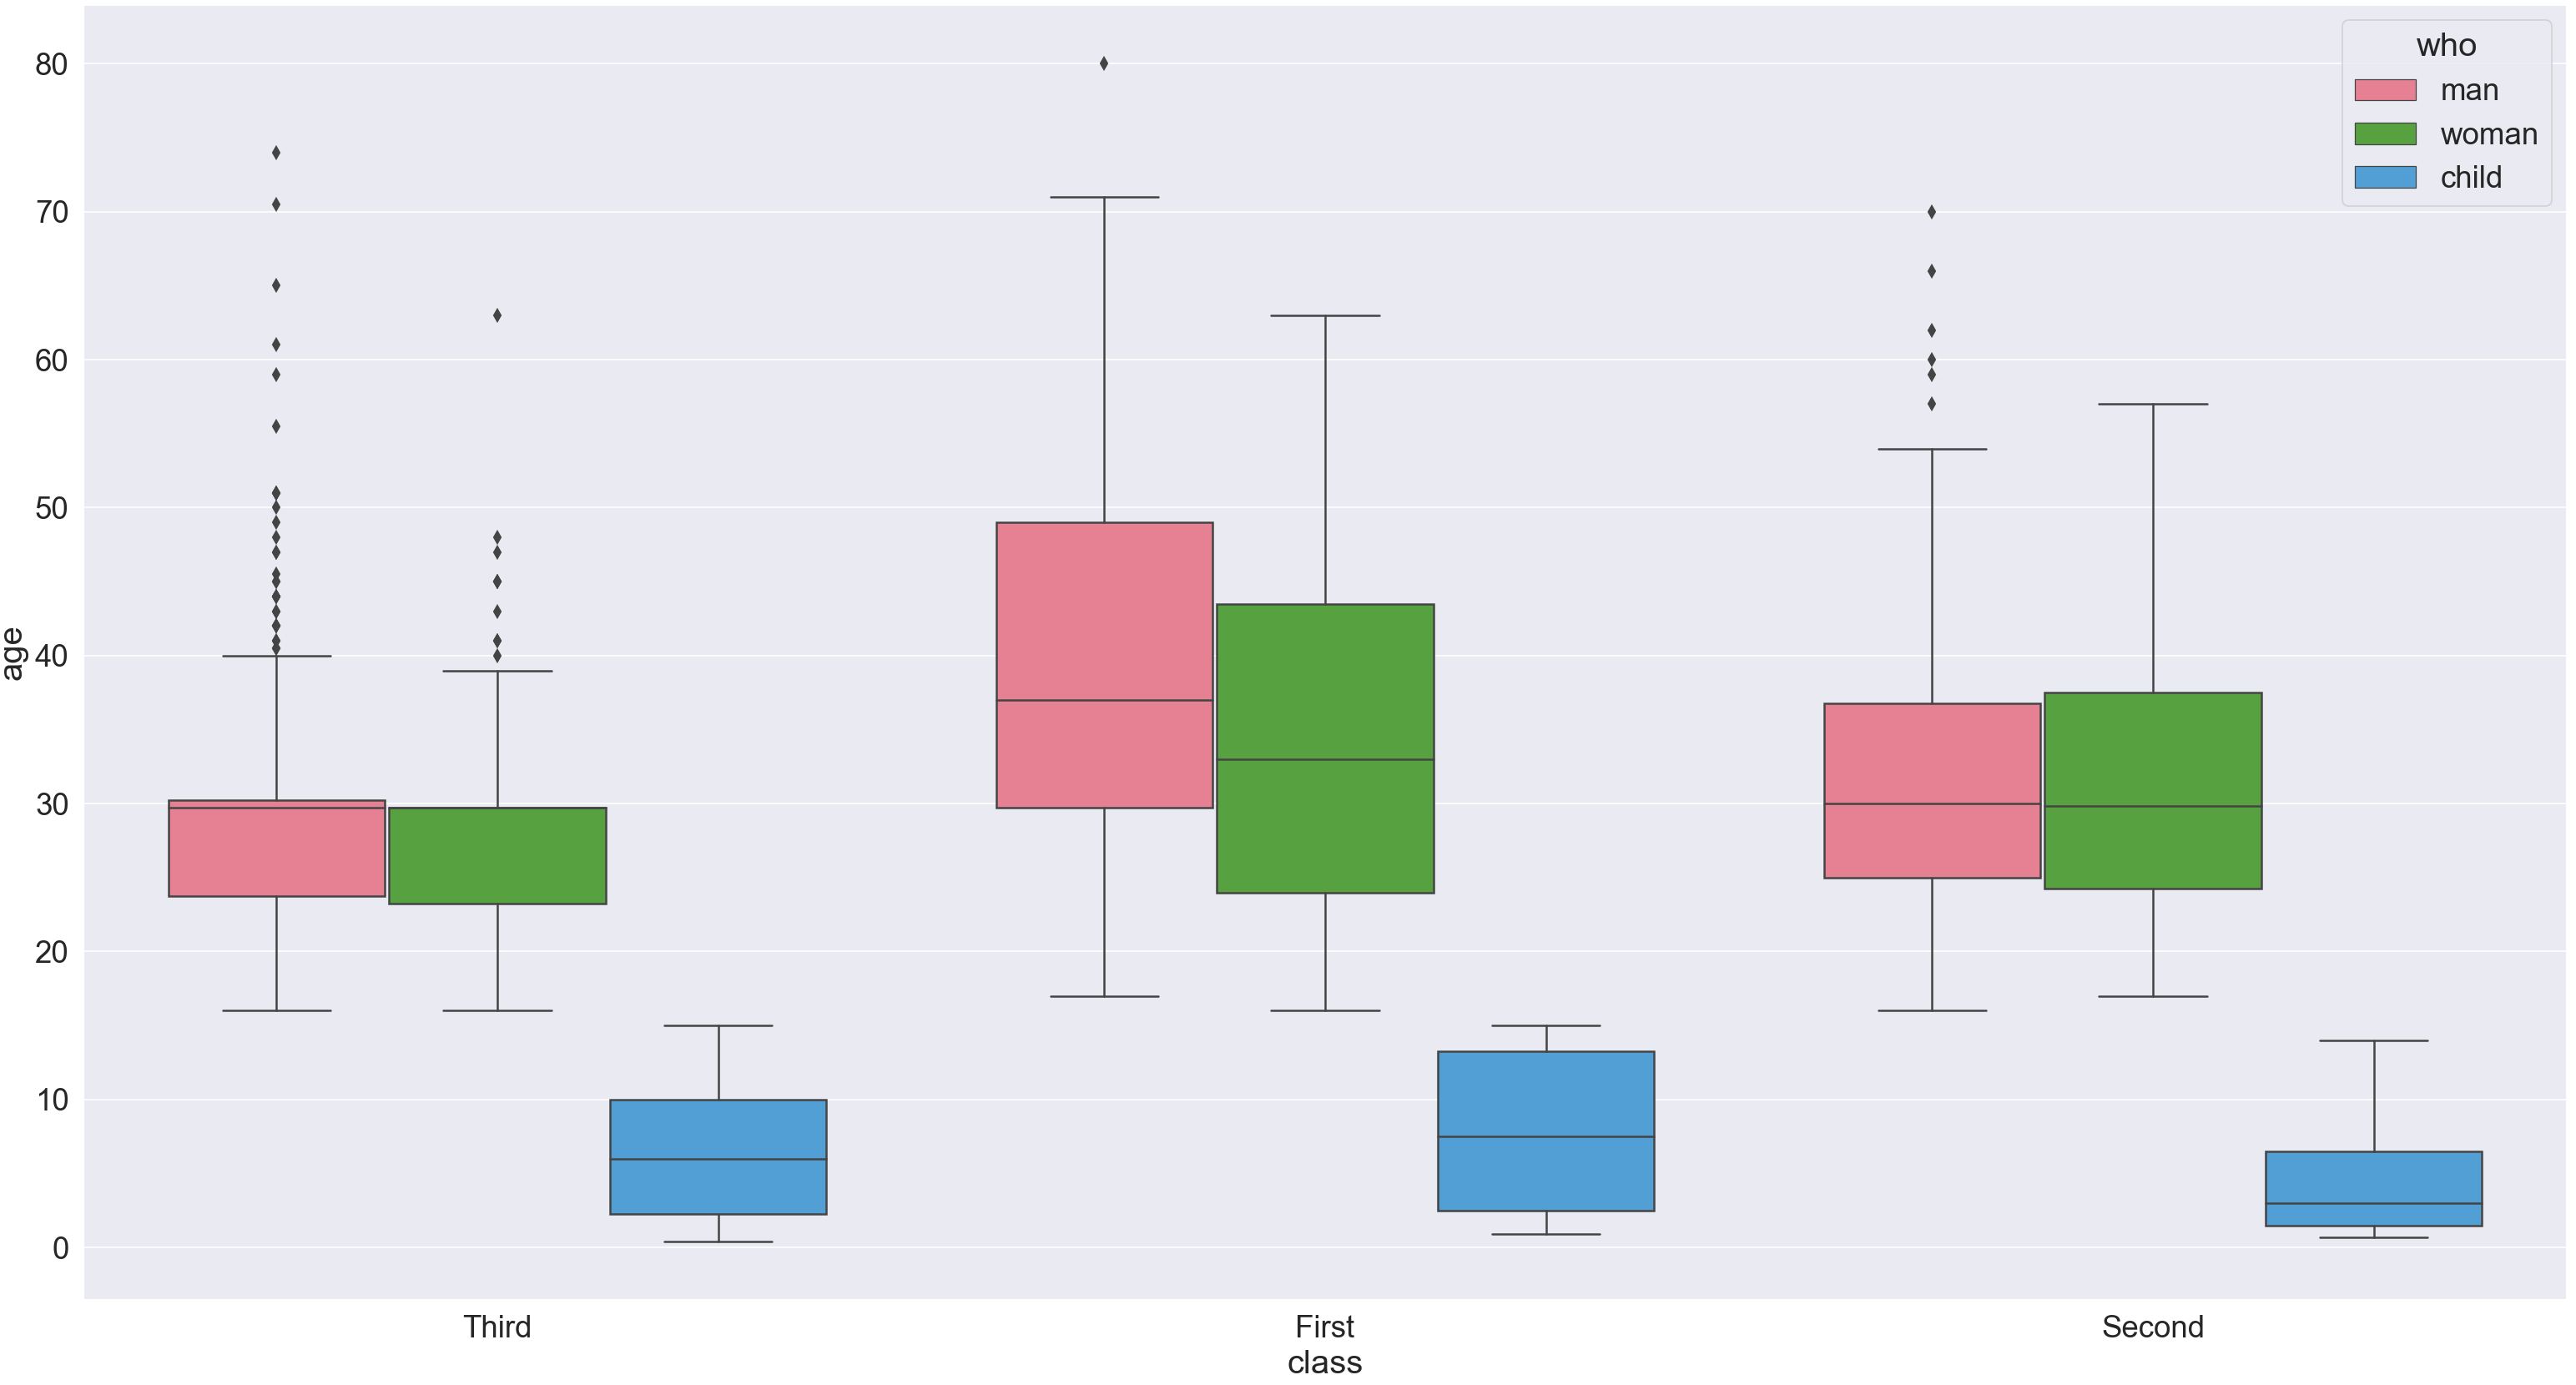 who
man
woman
child
80
70
60
50
40
30
20
10
0
age
Third
First
Second
class